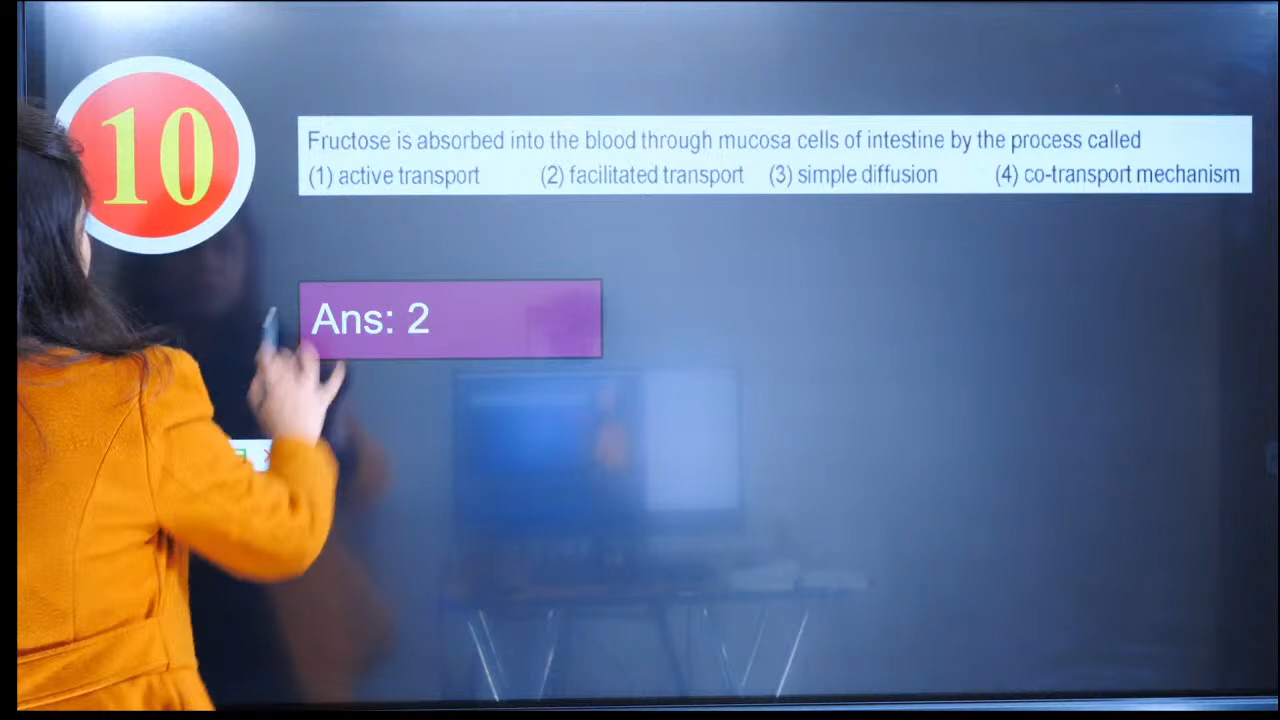 10
Fructose is absorbed into the blood through mucosa cells of intestine by the process called
(1) active transport (2) facilitated transport (3) simple diffusion (4) co-transport mechanism
Ans: 2